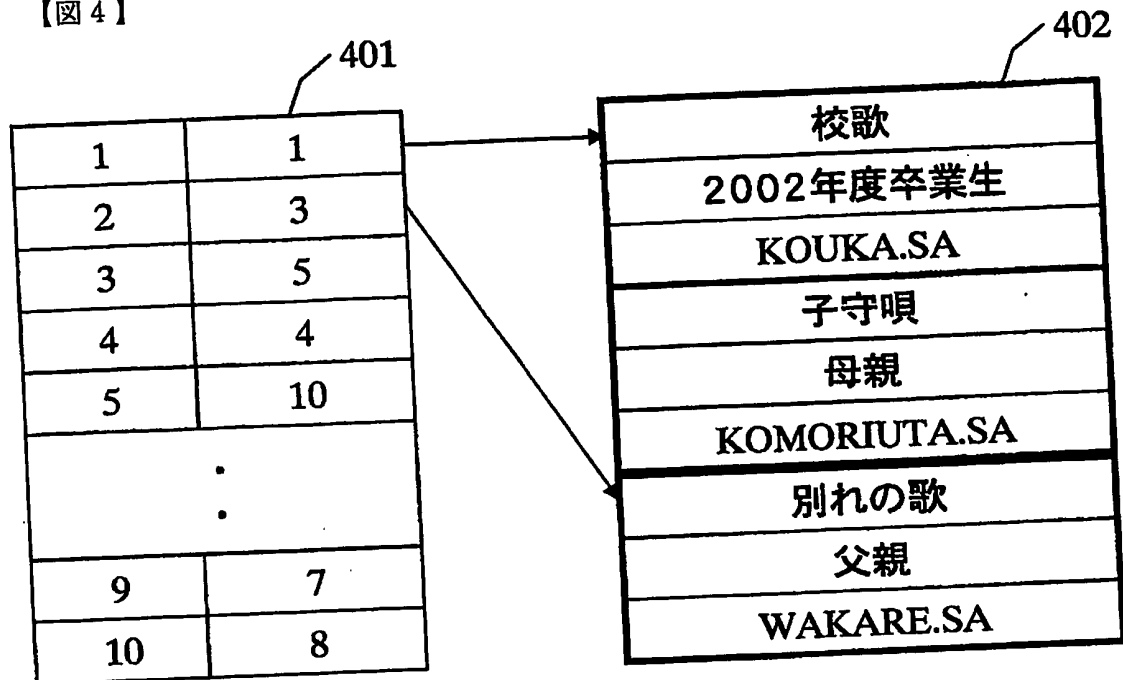 【図4】
401
402
1 1
2 3
3 5
4 4
5 10
9 7
10 8
校歌
2002年度卒業生
KOUKA.SA
子守唄
母親
KOMORIUTA.SA
別れの歌
父親
WAKARE.SA